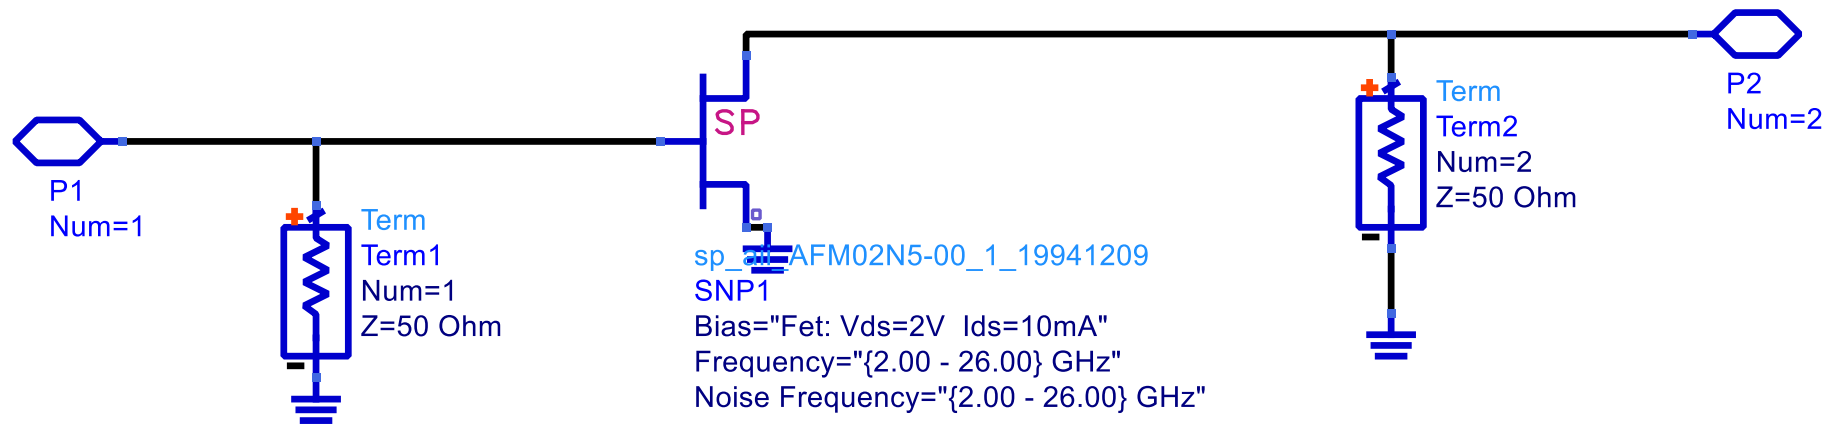 P1
Num=1
Term
Term1
Num=1
Z=50 Ohm
SP
sp_aii_AFM02N5-00_1_19941209
SNP1
Bias="Fet: Vds=2V  Ids=10mA"
Frequency="{2.00 - 26.00} GHz"
Noise Frequency="{2.00 - 26.00} GHz"
Term
Term2
Num=2
Z=50 Ohm
P2
Num=2